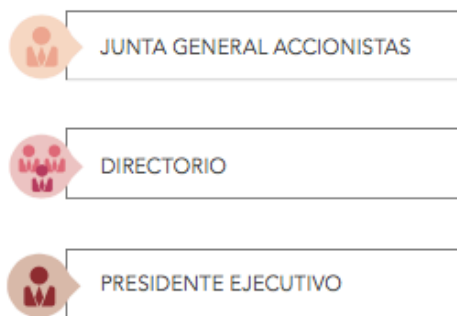 JUNTA GENERAL ACCIONISTAS
DIRECTORIO
PRESIDENTE EJECUTIVO